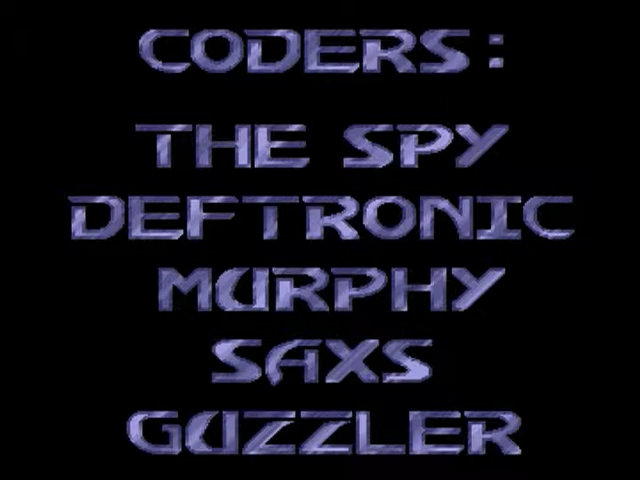 CODERS:
THE SPY
DEFTRONIC
MURPHY
SAXS
GUZZLER